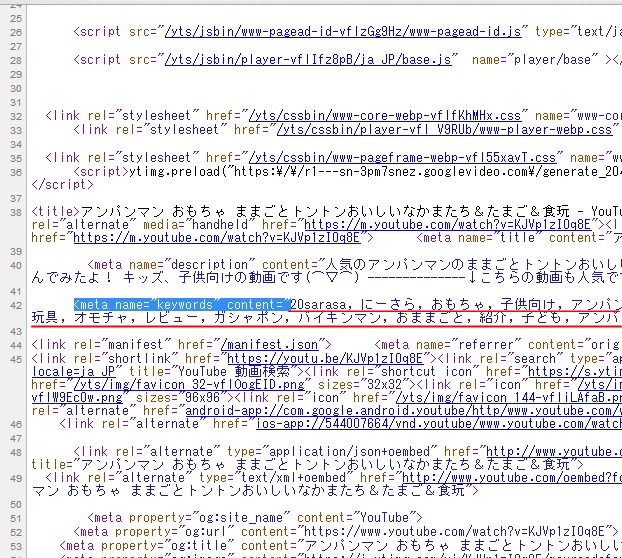 24
25
26 <script src="/yts/jsbin/www-pagead-id-vflzGg9Hz/www-pagead-id.js" type="text/ja
27
28 <script src="/yts/jsbin/player-vflIfz8pB/ja_JP/base.js" name="player/base" ></
29
30
31
32 <link rel="stylesheet" href="/yts/cssbin/www-core-webp-vflfKhMHx.css" name="www-cor
33 <link rel="stylesheet" href="/yts/cssbin/player-vfl_V9RUb/www-player-webp.css"
34
35 <link rel="stylesheet" href="/yts/cssbin/www-pageframe-webp-vfl55xavT.css" name="ww
36 <script>ytimg.preload("https:¥/¥/r1---sn-3pm7snez.googlevideo.com¥/generate_204
</script>
37
38 <title>アンパンマン おもちゃ ままごとトントンおいしいなかまたち＆たまご＆食玩 - YouTu
rel="alternate" media="handheld" href="https://m.youtube.com/watch?v=KJVp1zIOq8E"><l
href="https://m.youtube.com/watch?v=KJVp1zIOq8E"> <meta name="title" content="ア
39
40 <meta name="description" content="人気のアンパンマンのままごとトントンおいしい
んでみたよ！ キッズ、子供向けの動画です(⌒▽⌒) ---------------↓こちらの動画も人気です
41
42 <meta name="keywords" content="20sarasa, にーさら, おもちゃ, 子供向け, アンパン
玩具, オモチャ, レビュー, ガシャポン, バイキンマン, おままごと, 紹介, 子ども, アンパ
43
44 <link rel="manifest" href="/manifest.json"> <meta name="referrer" content="orig
45 <link rel="shortlink" href="https://youtu.be/KJVp1zIOq8E"><link rel="search" type="ap
locale=ja_JP" title="YouTube 動画検索"><link rel="shortcut icon" href="https://s.ytim
href="/yts/img/favicon_32-vflOogEID.png" sizes="32x32"><link rel="icon" href="/yts/im
vflW9Ec0w.png" sizes="96x96"><link rel="icon" href="/yts/img/favicon_144-vfliLAfaB.pn
rel="alternate" href="android-app://com.google.android.youtube/http/www.youtube.com/w
46 <link rel="alternate" href="ios-app://544007664/vnd.youtube/www.youtube.com/watc
47
48 <link rel="alternate" type="application/json+oembed" href="http://www.youtube.
title="アンパンマン おもちゃ ままごとトントンおいしいなかまたち＆たまご＆食玩">
49 <link rel="alternate" type="text/xml+oembed" href="http://www.youtube.com/oembed?fo
マン おもちゃ ままごとトントンおいしいなかまたち＆たまご＆食玩">
50
51 <meta property="og:site_name" content="YouTube">
52 <meta property="og:url" content="https://www.youtube.com/watch?v=KJVp1zIOq8E">
53 <meta property="og:title" content="アンパンマン おもちゃ ままごとトントンおいしいなかま